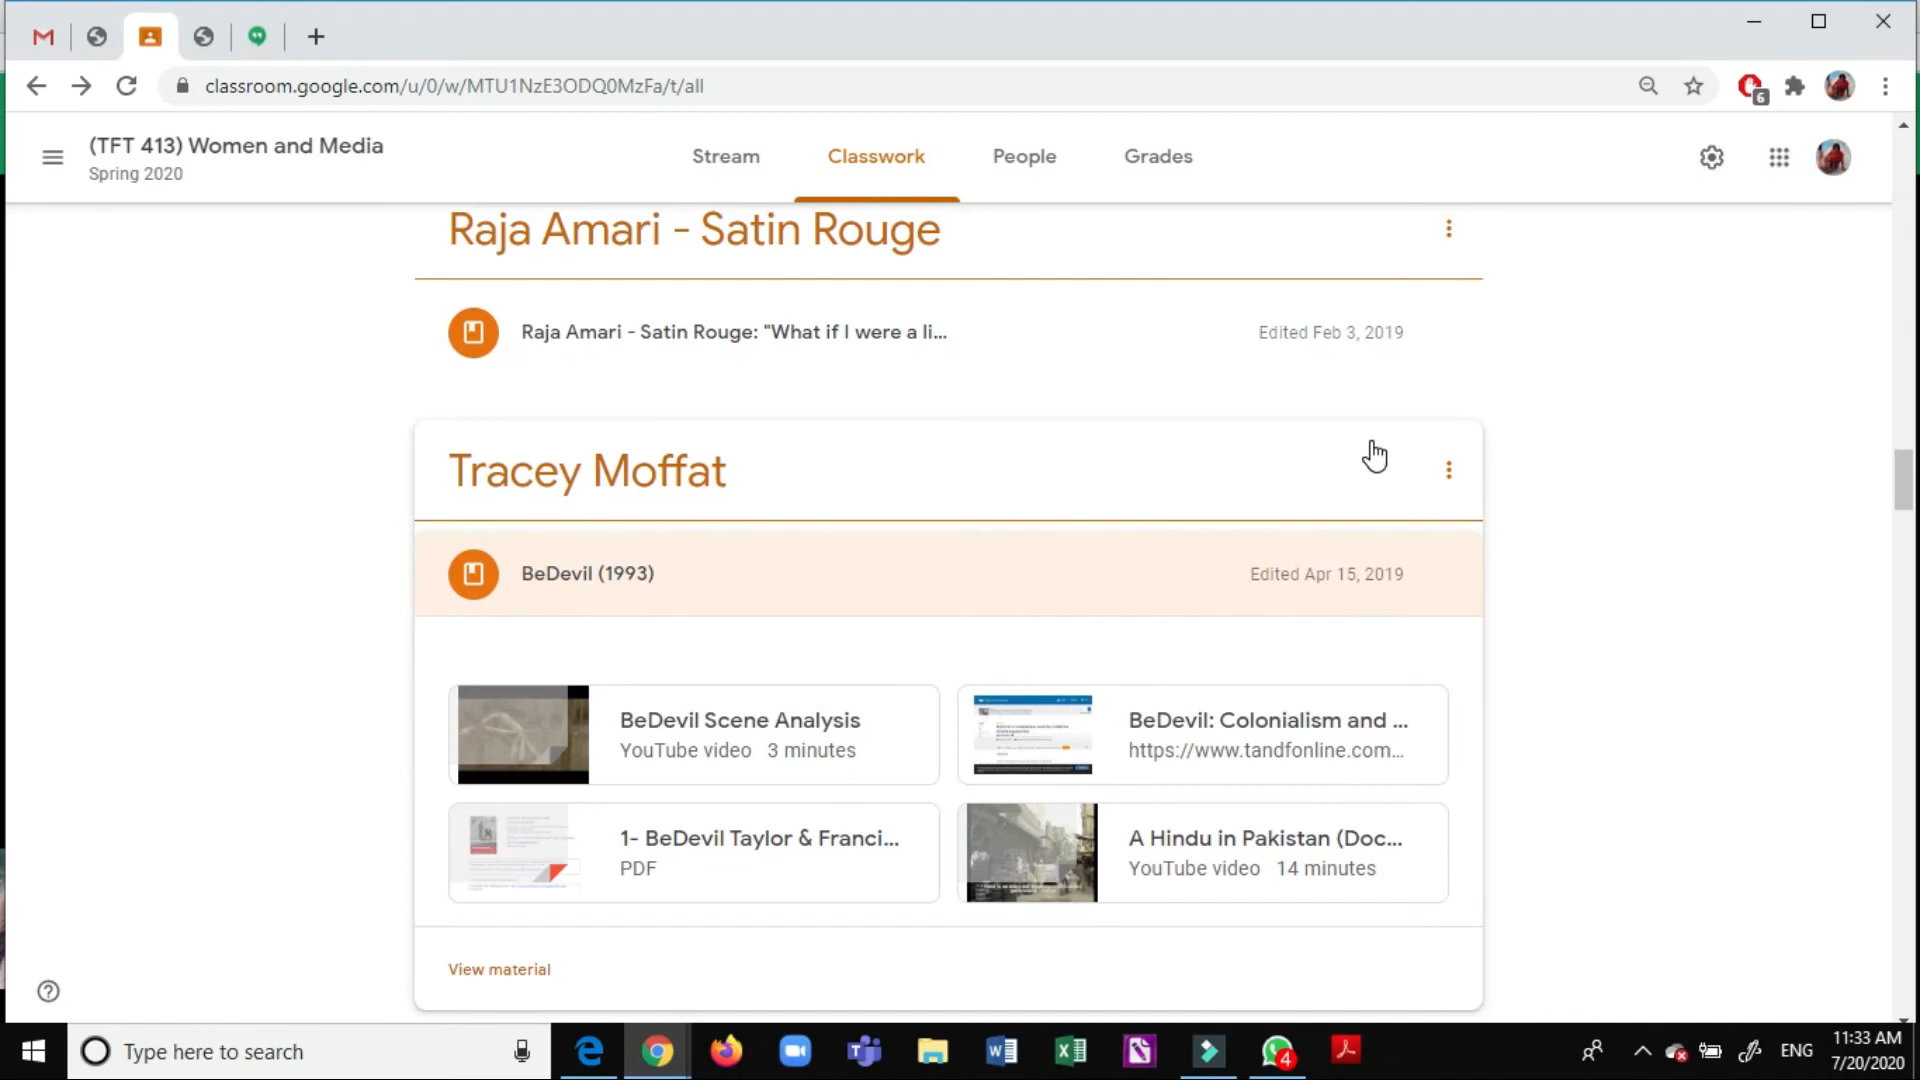 classroom.google.com/u/0/w/MTU1NzE3ODQ0MzFa/t/all
6
(TFT 413) Women and Media
Spring 2020
Stream
Classwork
People
Grades
Raja Amari - Satin Rouge
Raja Amari - Satin Rouge: "What if I were a li...
Edited Feb 3, 2019
Tracey Moffat
BeDevil (1993)
Edited Apr 15, 2019
BeDevil Scene Analysis
YouTube video 3 minutes
BeDevil: Colonialism and ...
https://www.tandfonline.com...
1- BeDevil Taylor & Franci...
PDF
A Hindu in Pakistan (Doc...
YouTube video 14 minutes
View material
Type here to search
4
ENG
11:33 AM
7/20/2020